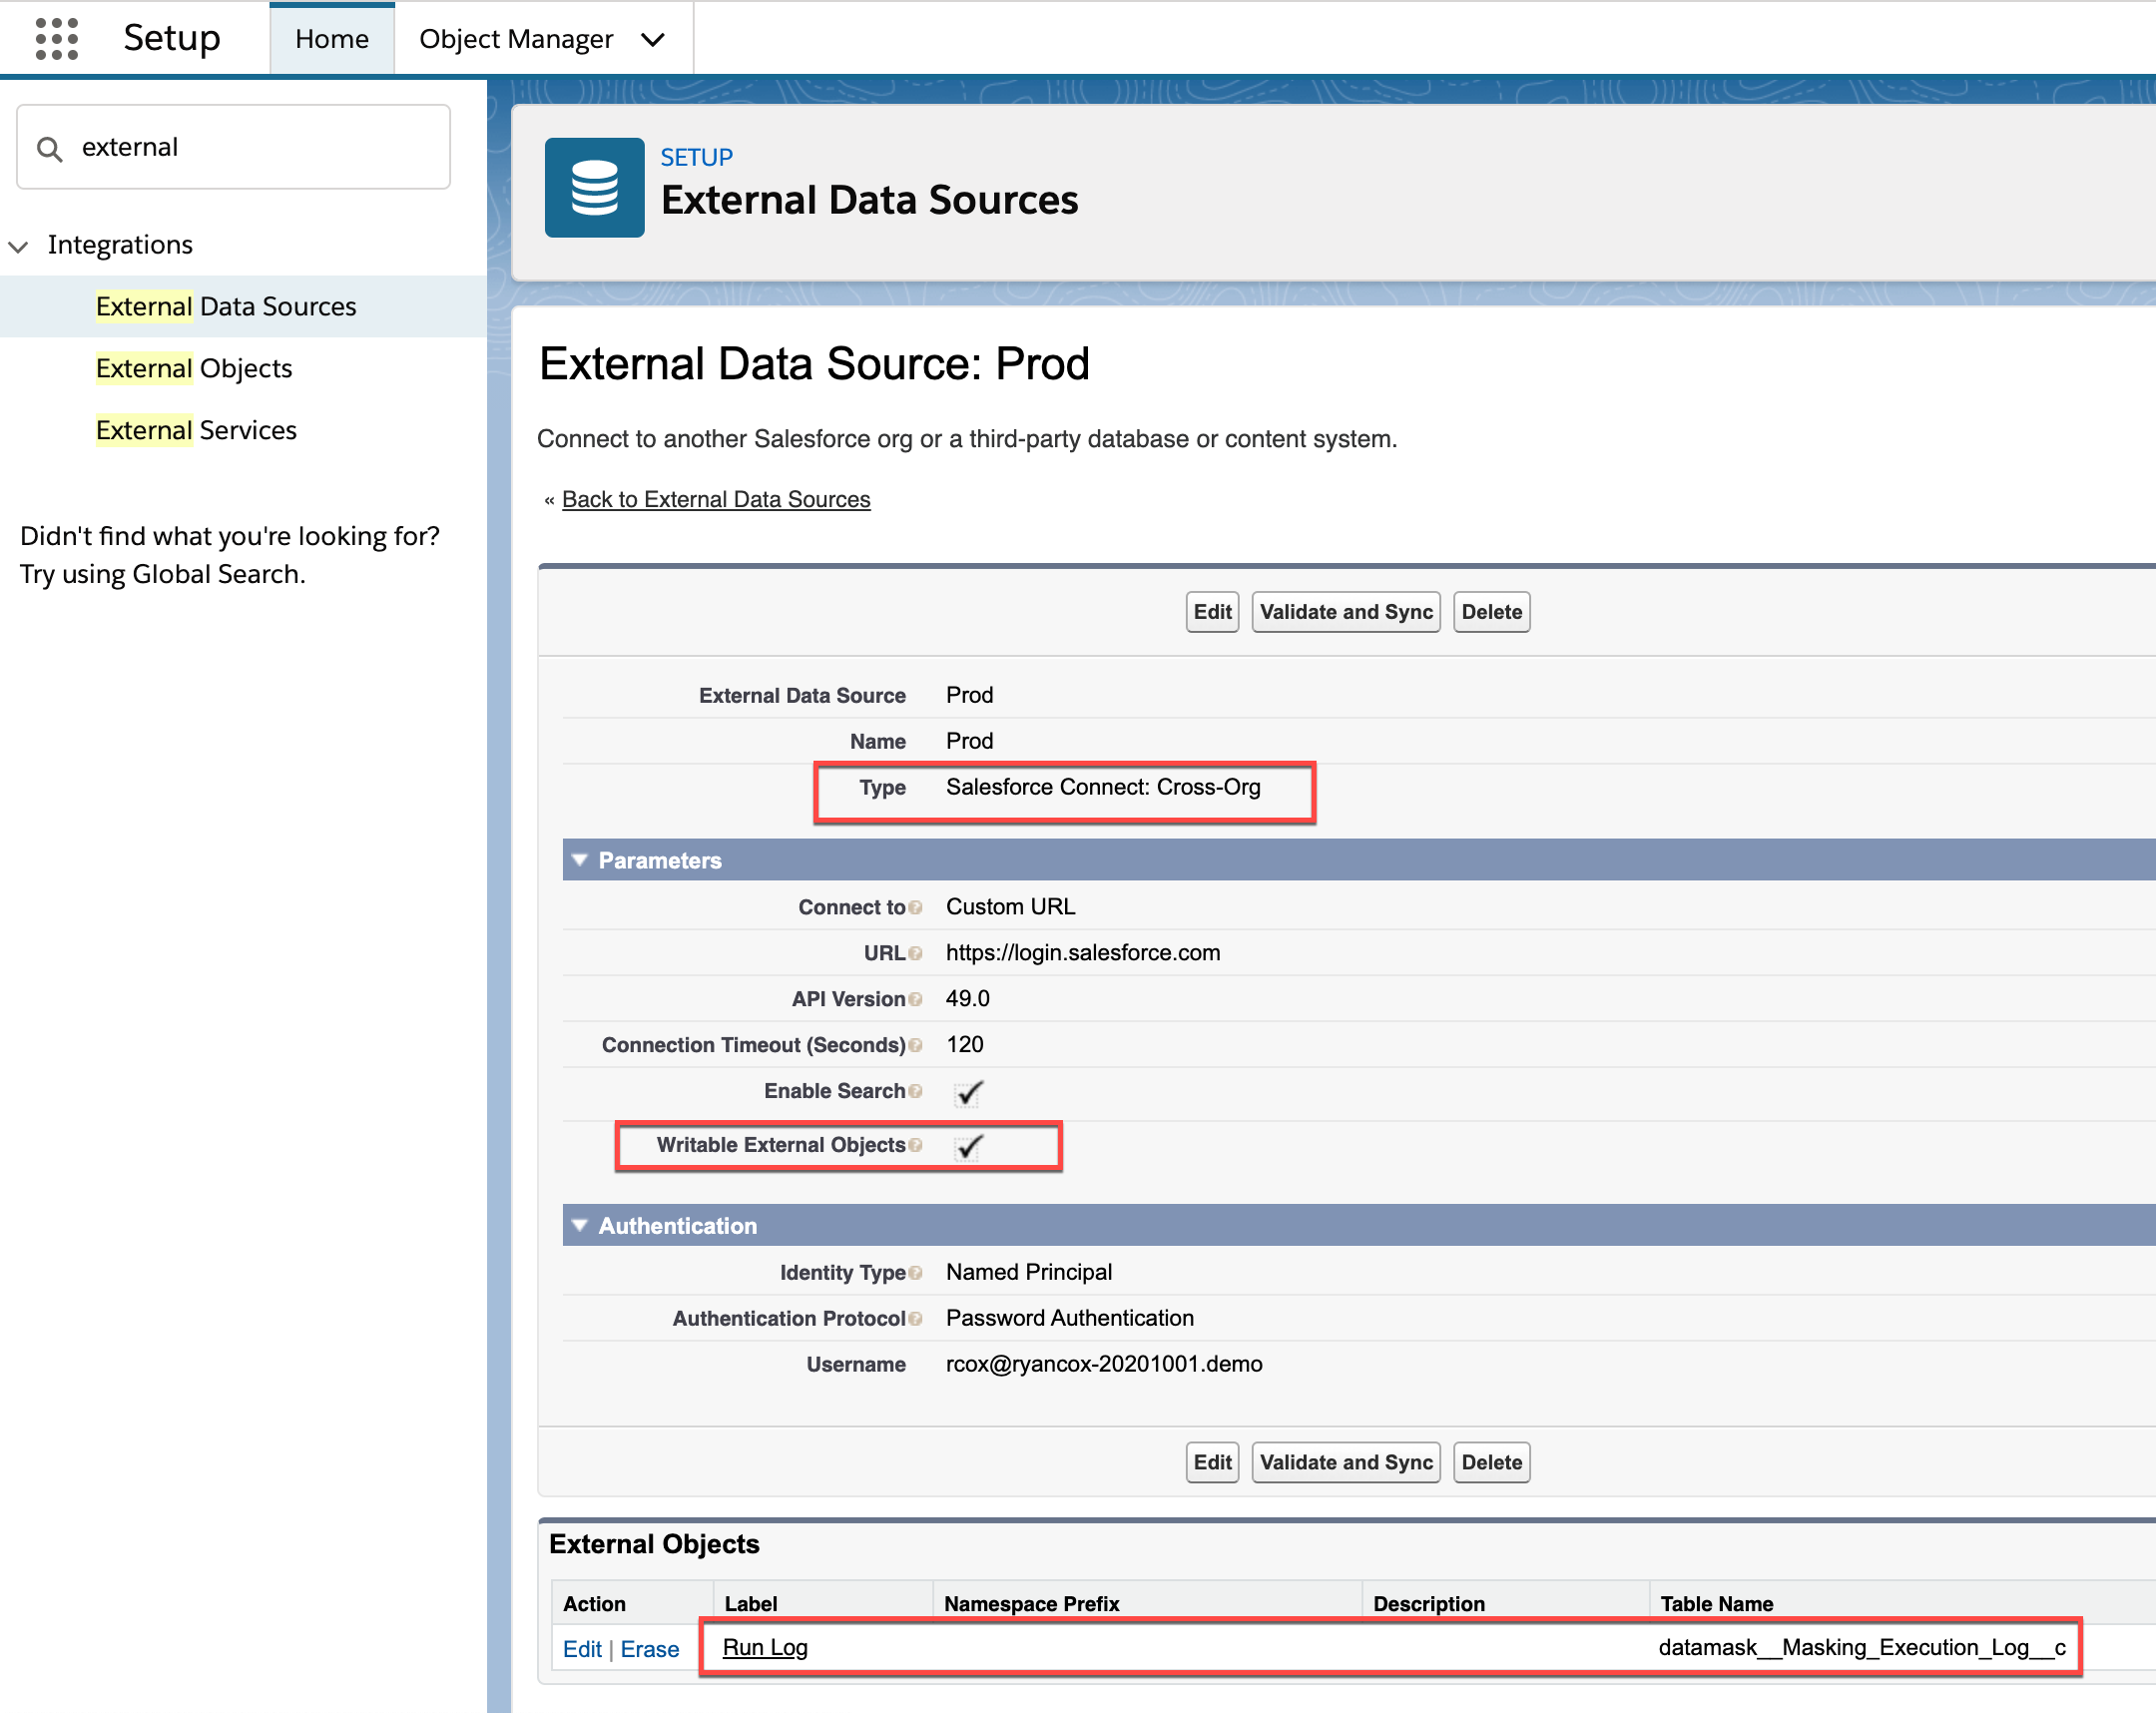 Setup Home Object Manager
external
Integrations
External Data Sources
External Objects
External Services
Didn't find what you're looking for?
Try using Global Search.
SETUP
External Data Sources
External Data Source: Prod
Connect to another Salesforce org or a third-party database or content system.
« Back to External Data Sources
Edit Validate and Sync Delete
External Data Source Prod
Name Prod
Type Salesforce Connect: Cross-Org
Parameters
Connect to Custom URL
URL https://login.salesforce.com
API Version 49.0
Connection Timeout (Seconds) 120
Enable Search
Writable External Objects
Authentication
Identity Type Named Principal
Authentication Protocol Password Authentication
Username rcox@ryancox-20201001.demo
Edit Validate and Sync Delete
External Objects
Action Label Namespace Prefix Description Table Name
Edit | Erase Run Log datamask__Masking_Execution_Log__c